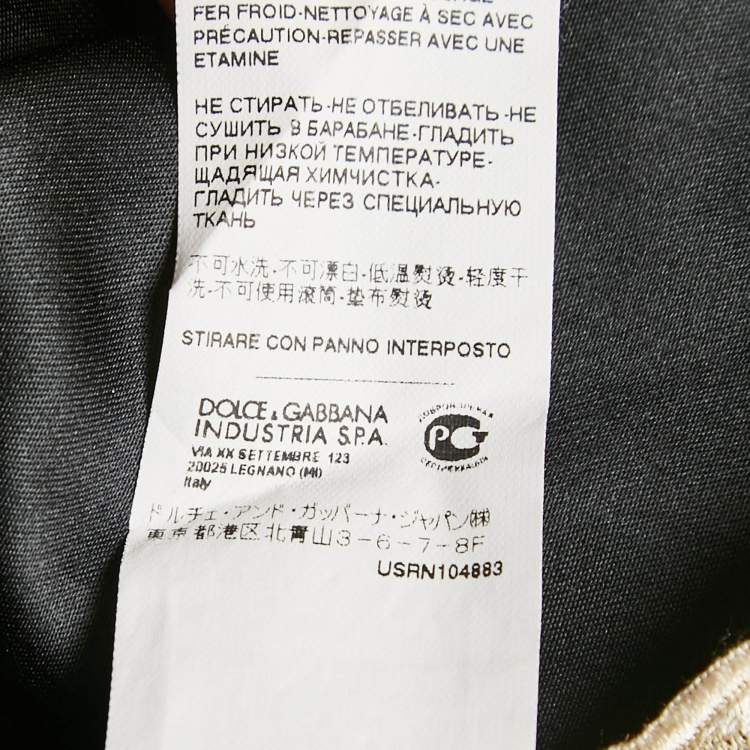 FER FROID-NETTOYAGE À SEC AVEC
PRÉCAUTION-REPASSER AVEC UNE
ETAMINE
НЕ СТИРАТЬ-НЕ ОТБЕЛИВАТЬ-НЕ
СУШИТЬ В БАРАБАНЕ-ГЛАДИТЬ
ПРИ НИЗКОЙ ТЕМПЕРАТУРЕ-
ЩАДЯЩАЯ ХИМЧИСТКА-
ГЛАДИТЬ ЧЕРЕЗ СПЕЦИАЛЬНУЮ
ТКАНЬ
不可水洗-不可漂白-低溫熨烫-轻度干
洗-不可使用滚筒-垫布熨烫
STIRARE CON PANNO INTERPOSTO
DOLCE & GABBANA
INDUSTRIA S.P.A.
VIA XX SETTEMBRE 123
20025 LEGNANO (MI)
Italy
РСТ
ドルチェ・アンド・ガッバーナ・ジャパン(株)
東京都港区北青山3-6-7-8F
USRN104883